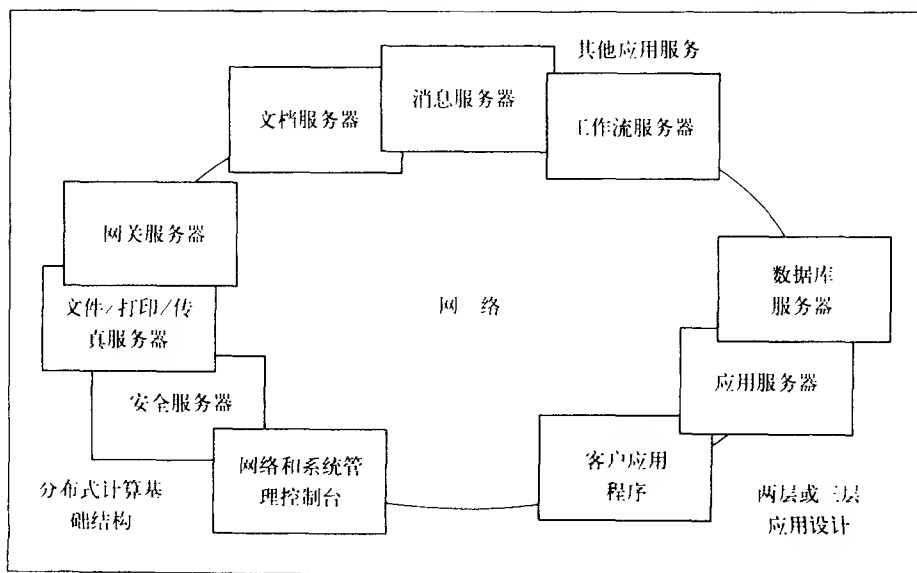 其他应用服务
消息服务器
文档服务器
工作流服务器
网关服务器
数据库
服务器
网 络
文件/打印/传
真服务器
应用服务器
安全服务器
网络和系统管
理控制台
客户应用
程序
分布式计算基
础结构
两层或三层
应用设计